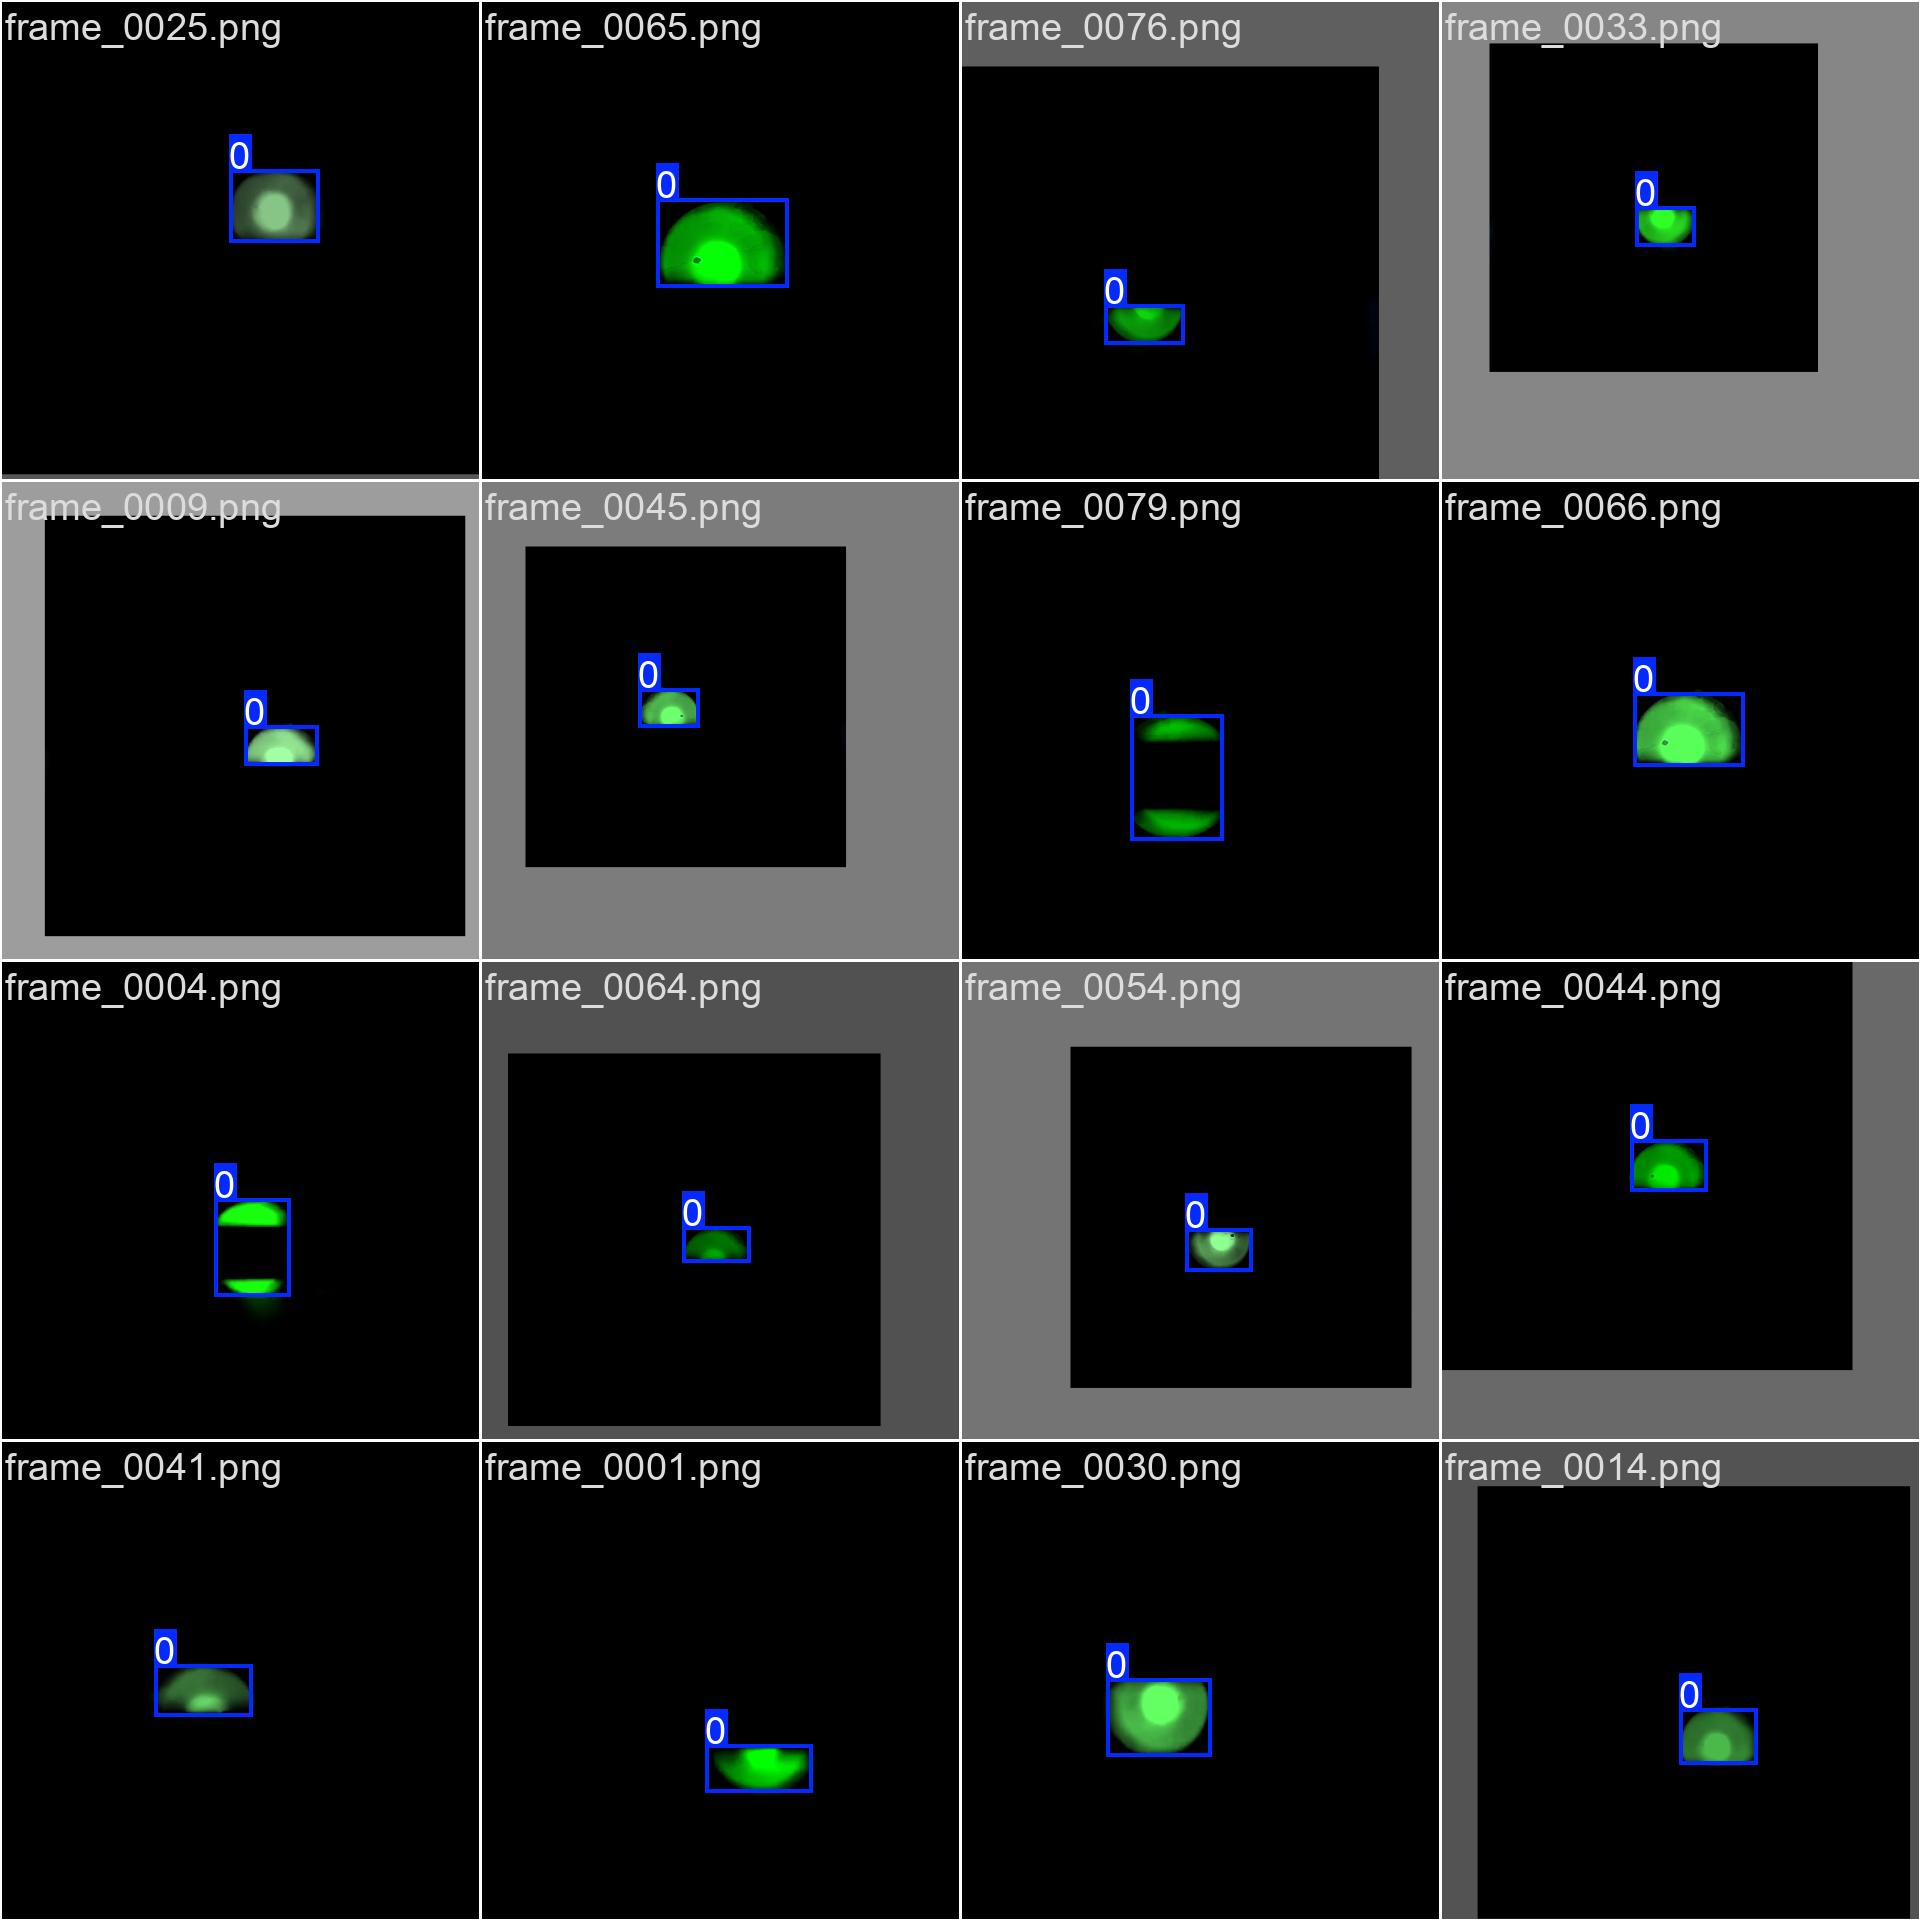 frame_0025.png
frame_0065.png
frame_0076.png
frame_0033.png
0
0
0
0
frame_0009.png
frame_0045.png
frame_0079.png
frame_0066.png
0
0
0
0
frame_0004.png
frame_0064.png
frame_0054.png
frame_0044.png
0
0
0
0
frame_0041.png
frame_0001.png
frame_0030.png
frame_0014.png
0
0
0
0